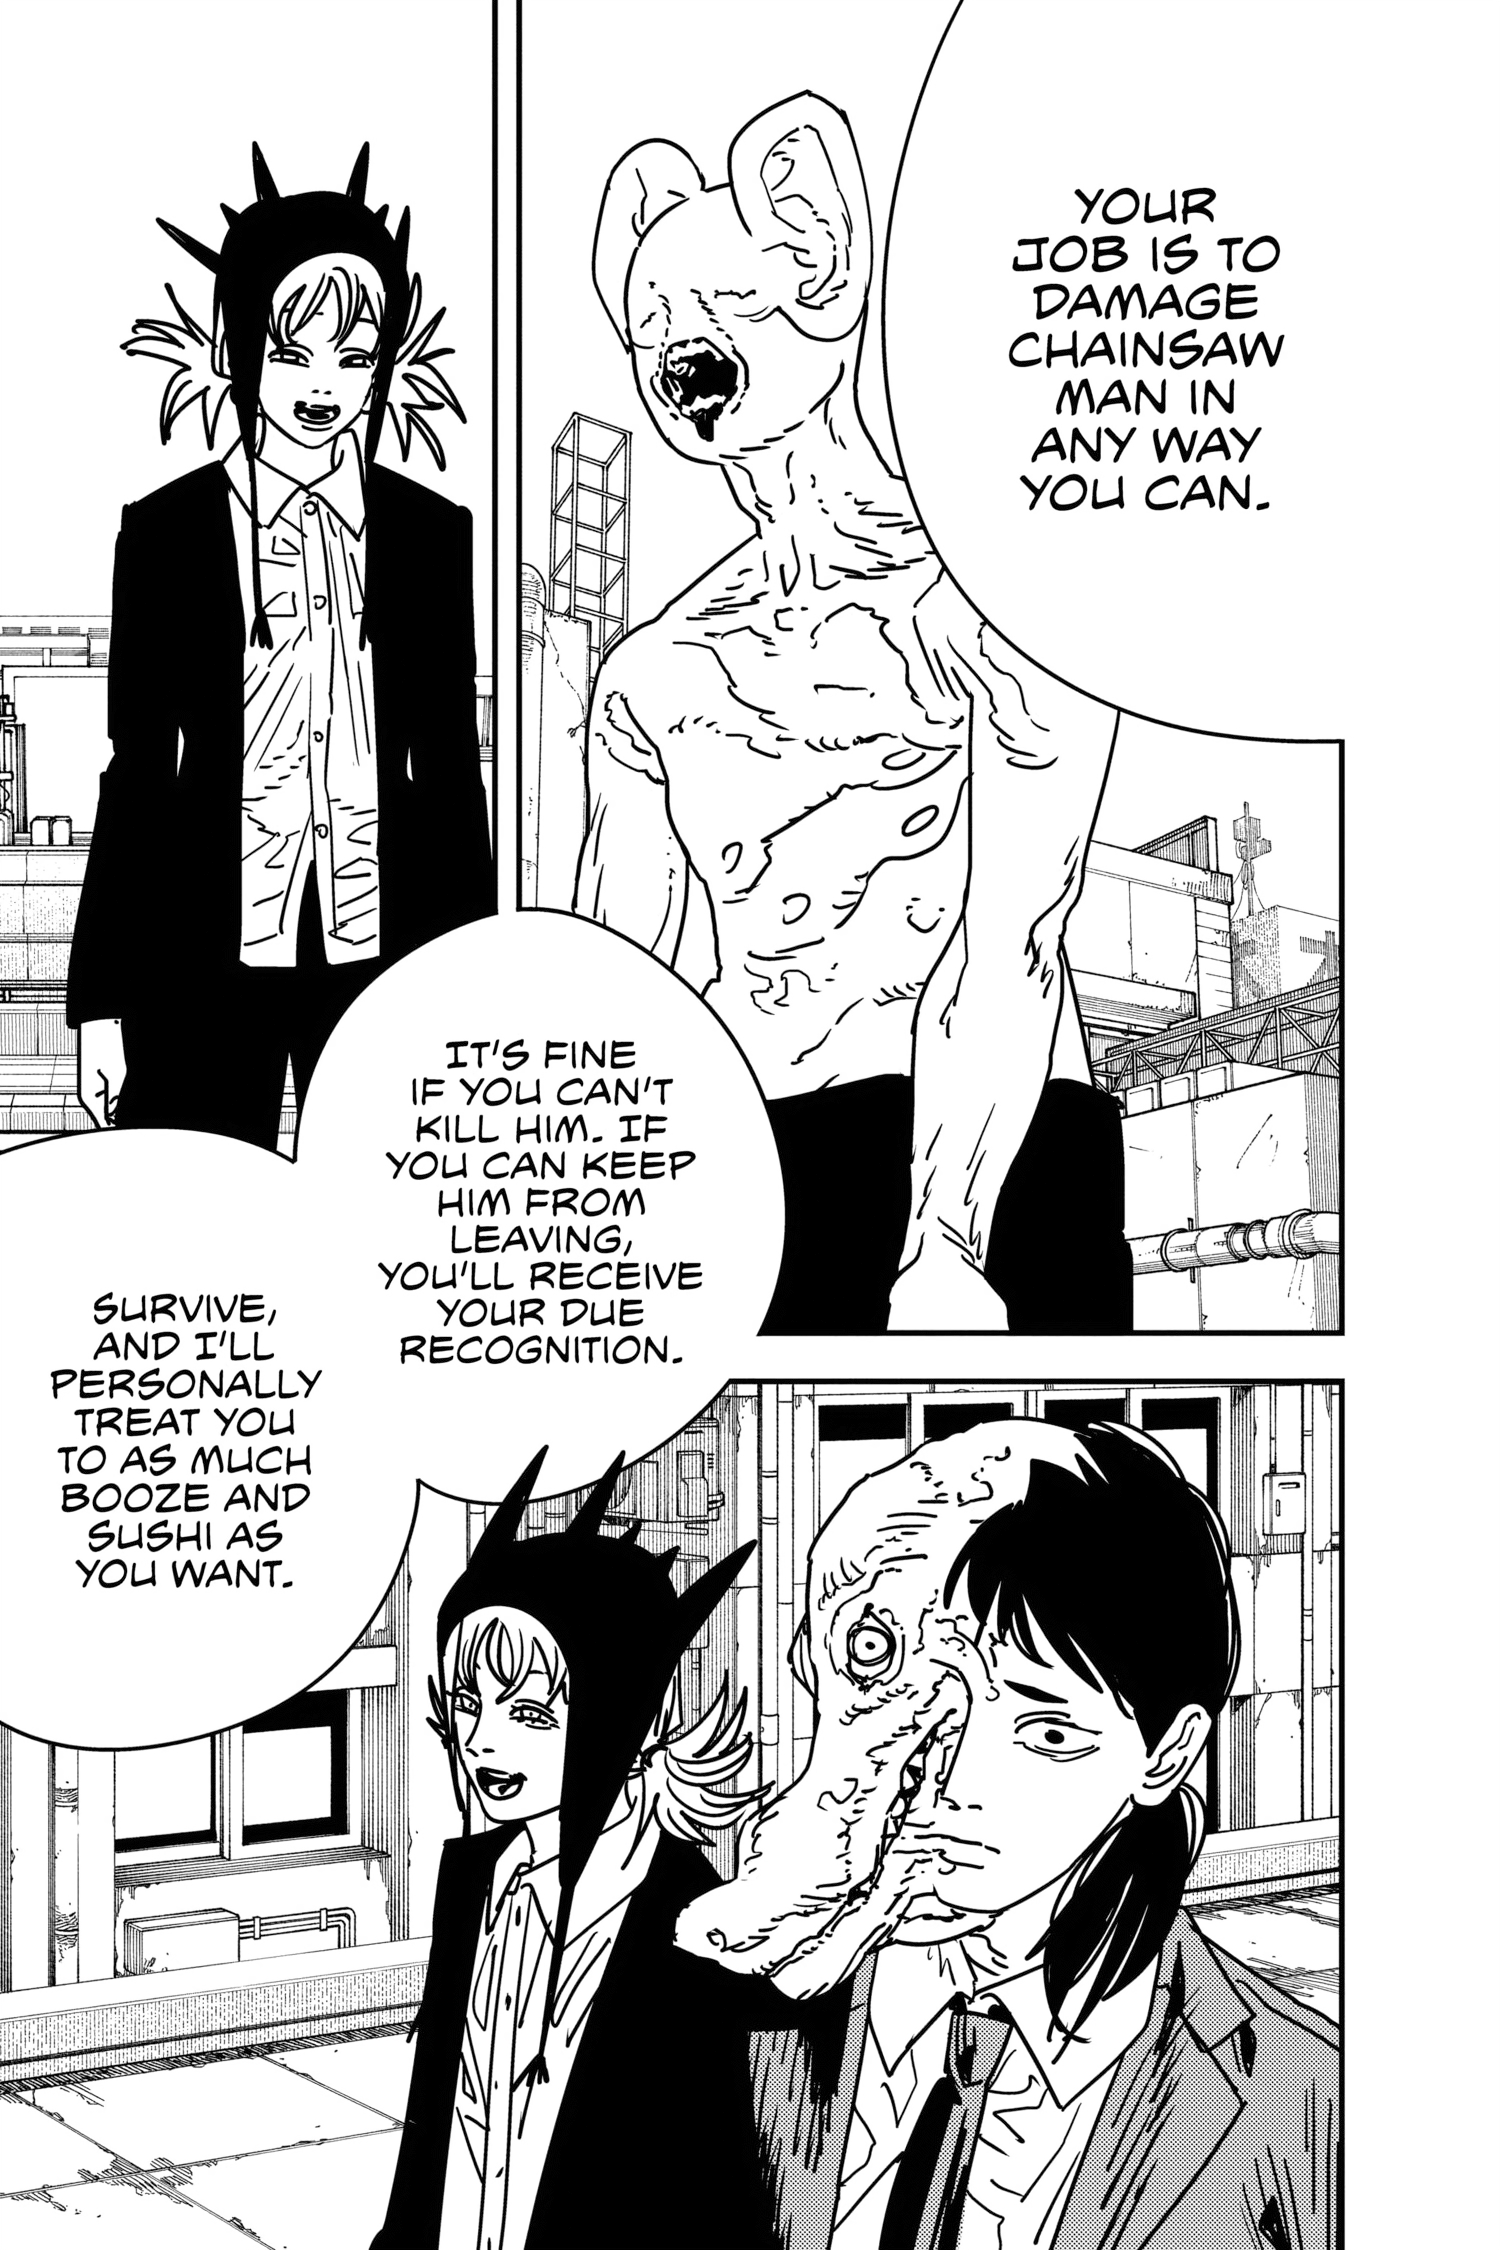 YOUR
JOB IS TO
DAMAGE
CHAINSAW
MAN IN
ANY WAY
YOU CAN.
IT'S FINE
IF YOU CAN'T
KILL HIM. IF
YOU CAN KEEP
HIM FROM
LEAVING,
YOU'LL RECEIVE
YOUR DUE
RECOGNITION.
SURVIVE,
AND I'LL
PERSONALLY
TREAT YOU
TO AS MUCH
BOOZE AND
SUSHI AS
YOU WANT.